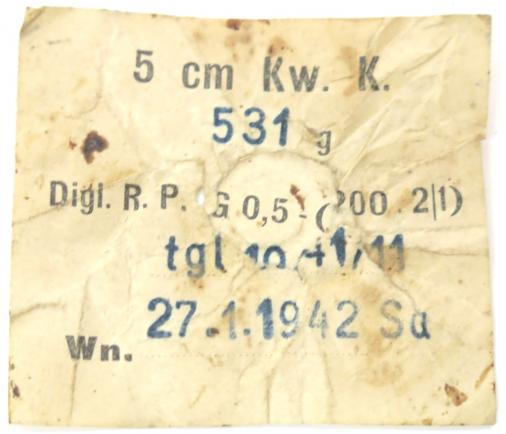 5 cm Kw. K.
531 g
Digl. R. P. G 0,5 - (200 . 2|1)
tgl
27.1.1942 Sa
Wn.